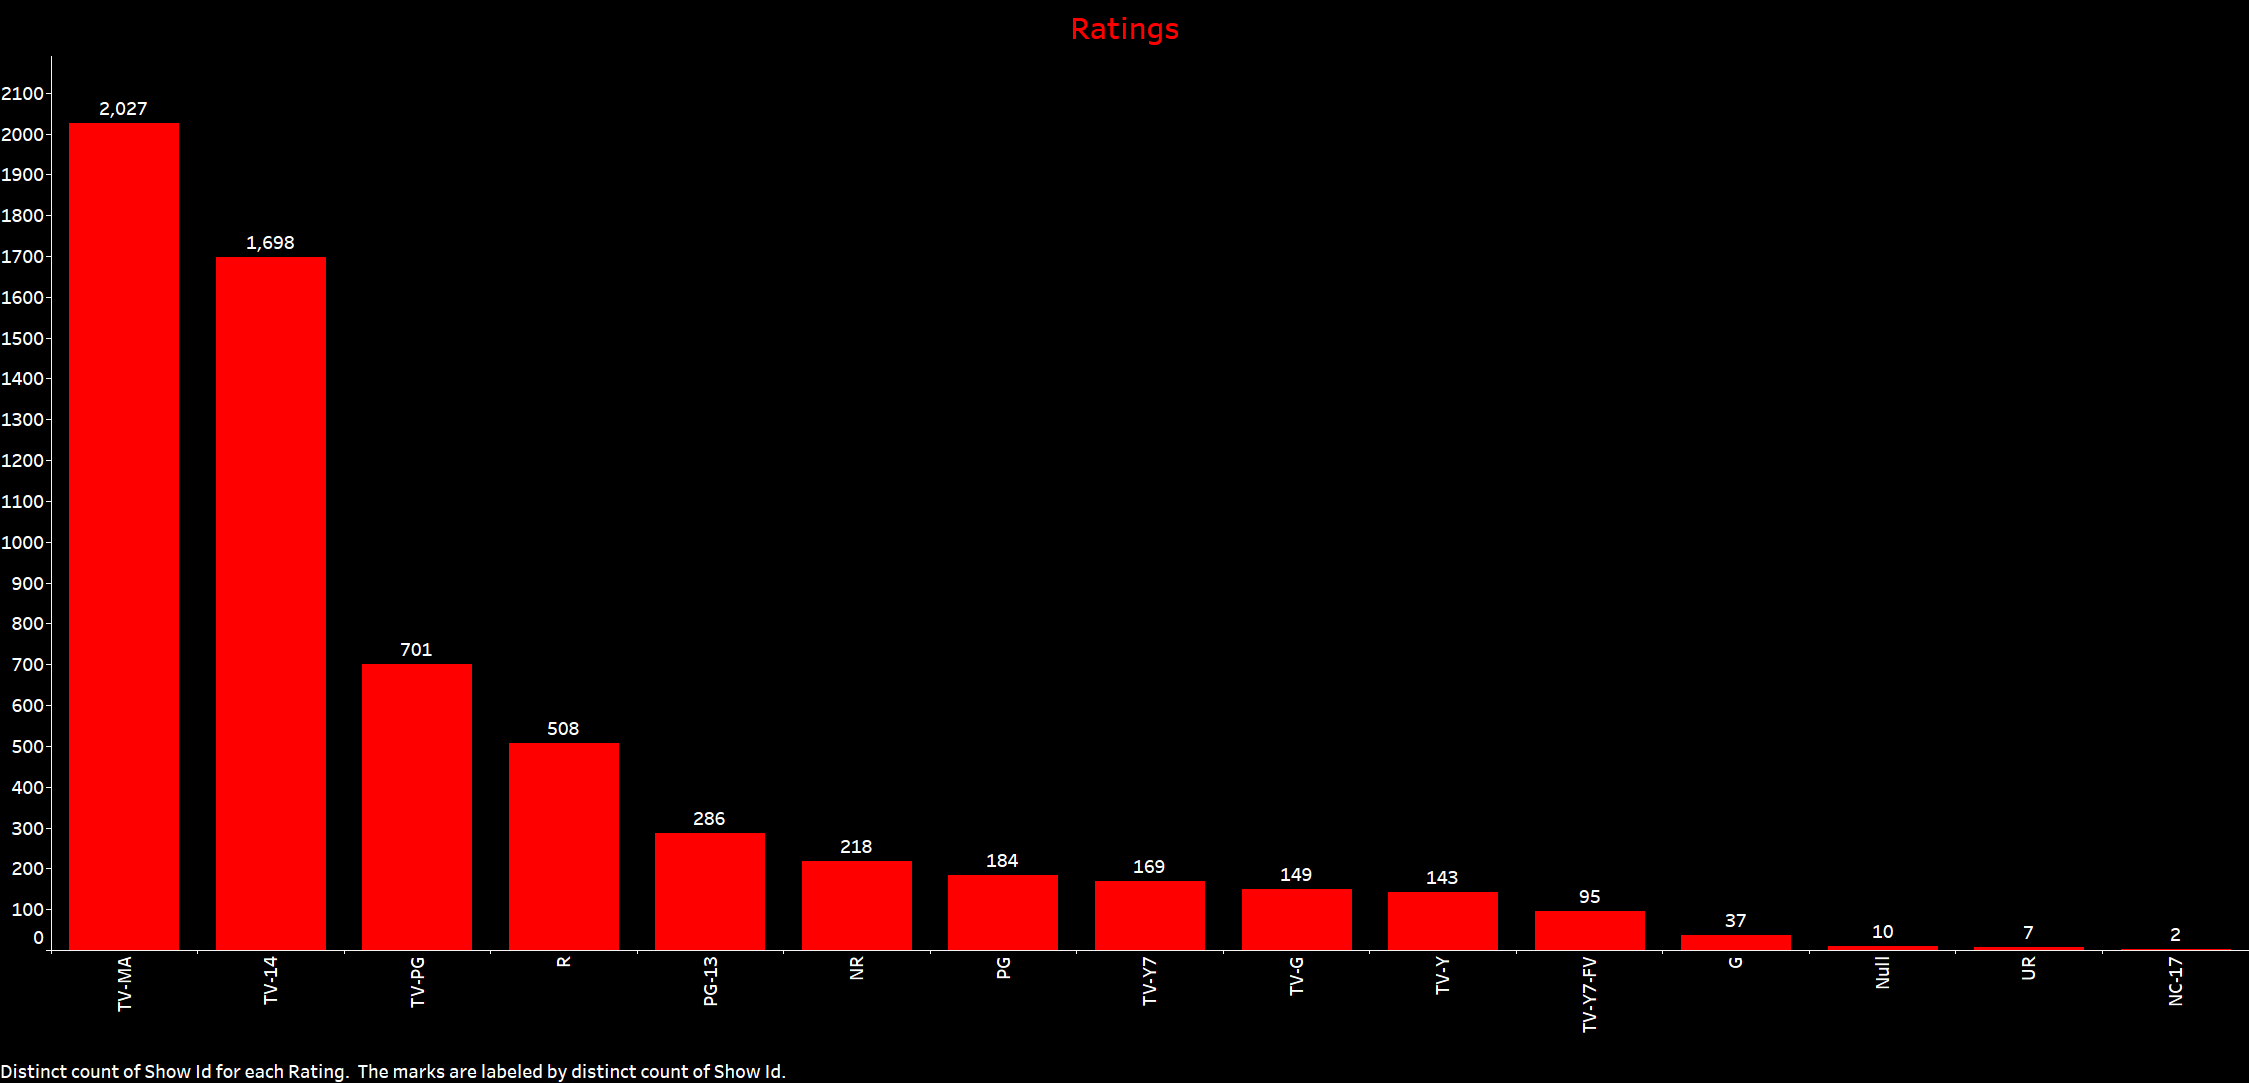 Ratings
2100
2000
1900
1800
1700
1600
1500
1400
1300
1200
1100
1000
900
800
700
600
500
400
300
200
100
0
2,027
1,698
701
508
286
218
184
169
149
143
95
37
10
7
2
TV-MA
TV-14
TV-PG
R
PG-13
NR
PG
TV-Y7
TV-G
TV-Y
TV-Y7-FV
G
Null
UR
NC-17
Distinct count of Show Id for each Rating.  The marks are labeled by distinct count of Show Id.